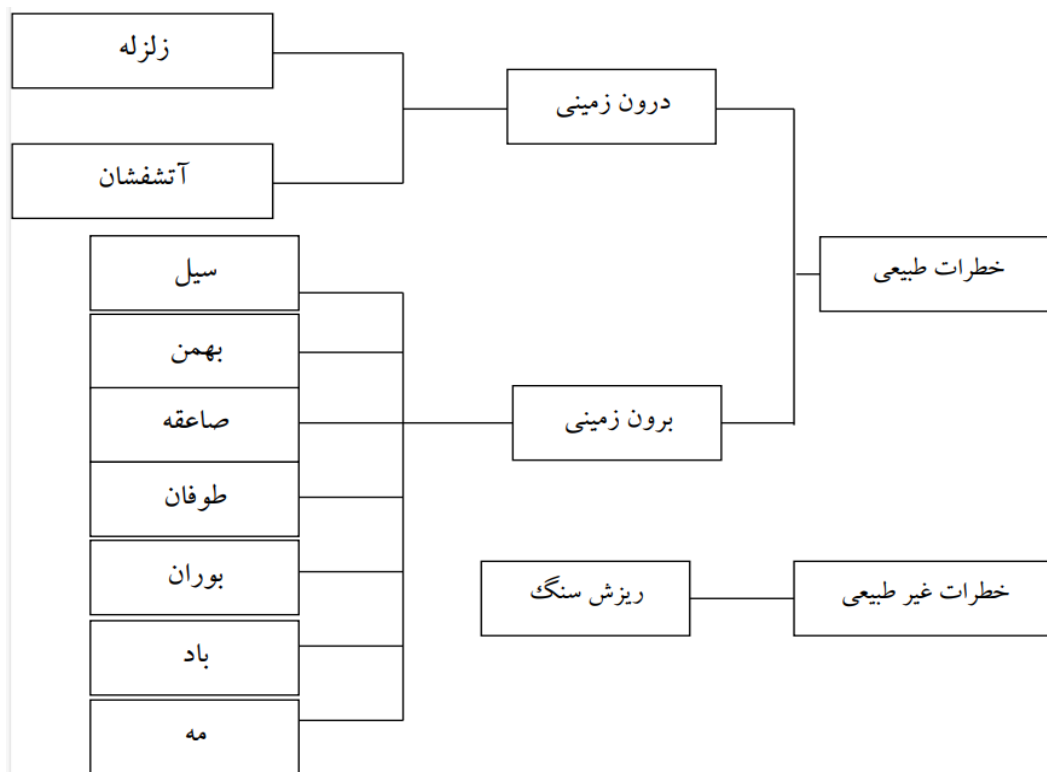 خطرات طبیعی
درون زمینی
زلزله
آتشفشان
برون زمینی
سیل
بهمن
صاعقه
طوفان
بوران
باد
مه
خطرات غیر طبیعی
ریزش سنگ